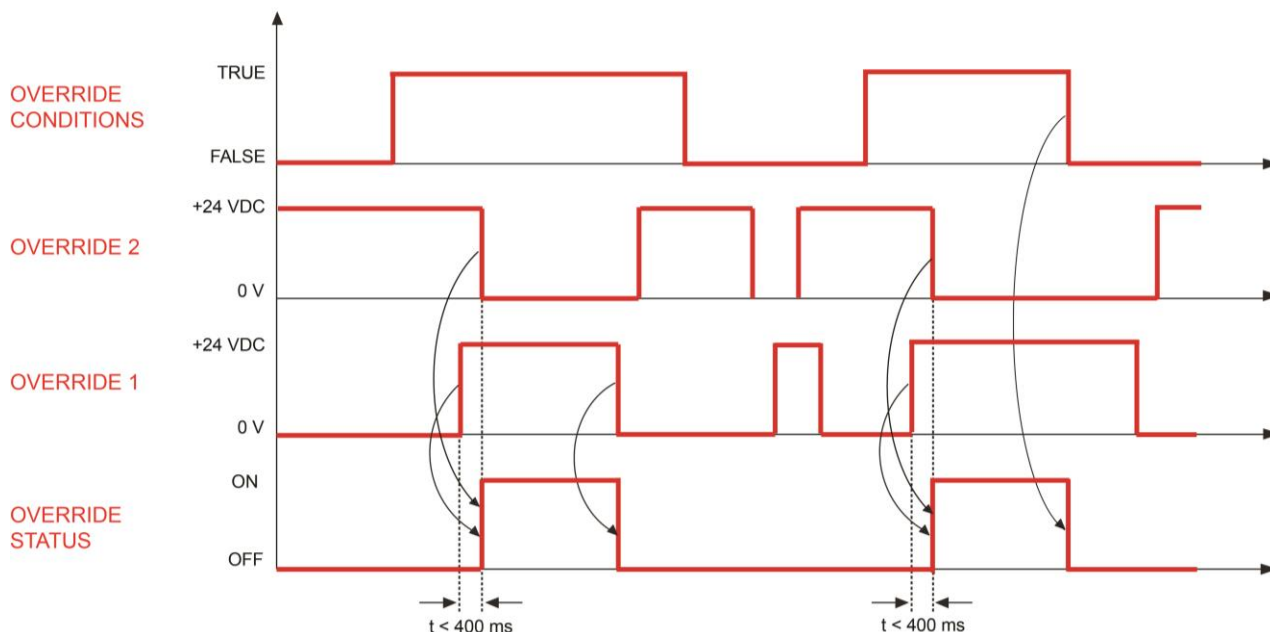 TRUE
OVERRIDE
CONDITIONS
FALSE
+24 VDC
OVERRIDE 2
0 V
+24 VDC
OVERRIDE 1
0 V
ON
OVERRIDE
STATUS
OFF
t < 400 ms
t < 400 ms